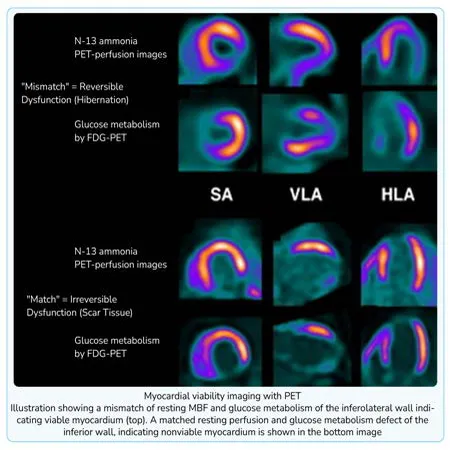 N-13 ammonia
PET-perfusion images
"Mismatch" = Reversible
Dysfunction (Hibernation)
Glucose metabolism
by FDG-PET
SA VLA HLA
N-13 ammonia
PET-perfusion images
"Match" = Irreversible
Dysfunction (Scar Tissue)
Glucose metabolism
by FDG-PET
Myocardial viability imaging with PET
Illustration showing a mismatch of resting MBF and glucose metabolism of the inferolateral wall indi-
cating viable myocardium (top). A matched resting perfusion and glucose metabolism defect of the
inferior wall, indicating nonviable myocardium is shown in the bottom image